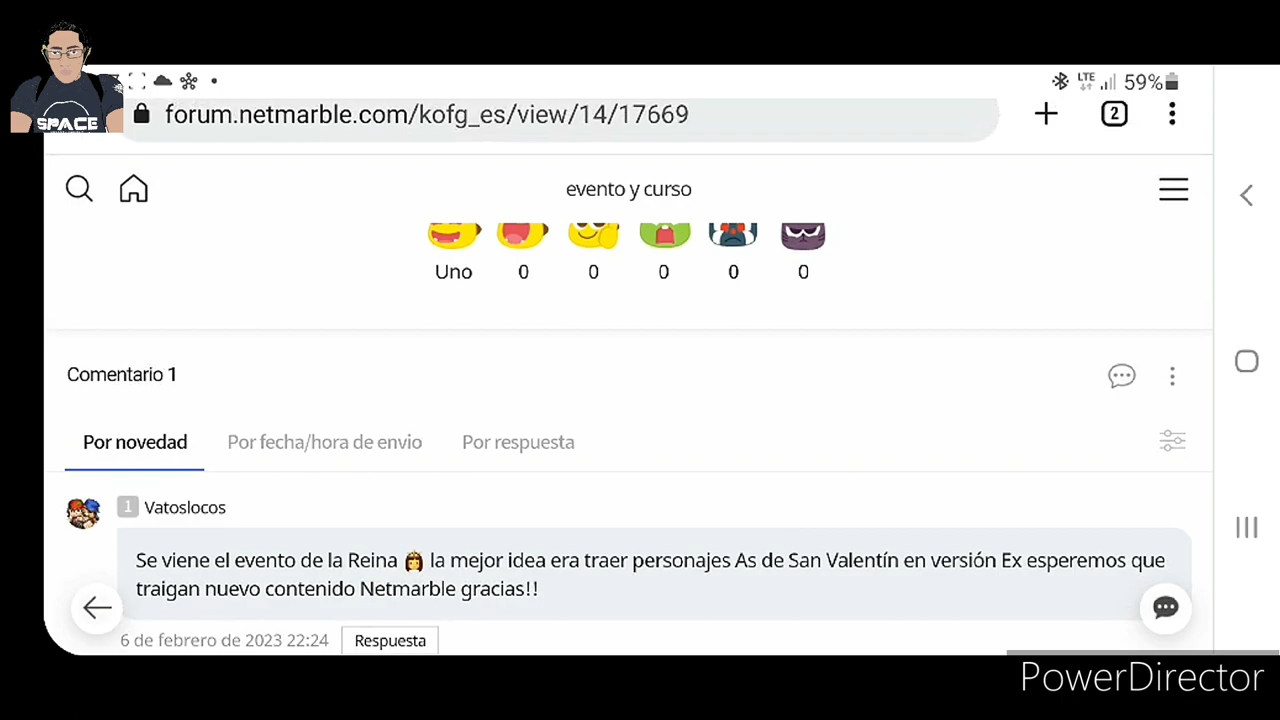 LTE
59%
SPACE
forum.netmarble.com/kofg_es/view/14/17669
2
evento y curso
Uno 0 0 0 0 0
Comentario 1
Por novedad Por fecha/hora de envio Por respuesta
1 Vatoslocos
Se viene el evento de la Reina 👸 la mejor idea era traer personajes As de San Valentín en versión Ex esperemos que
traigan nuevo contenido Netmarble gracias!!
6 de febrero de 2023 22:24 Respuesta
PowerDirector